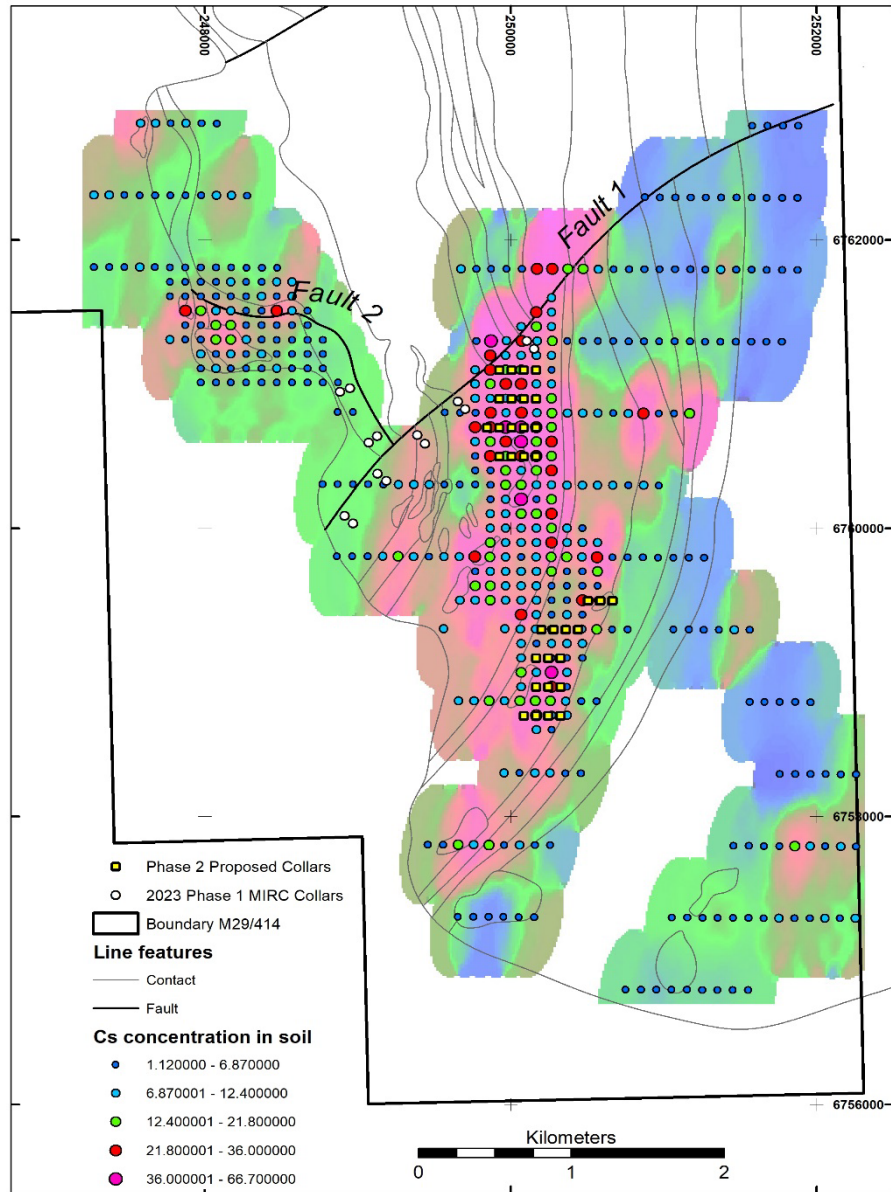 248000
250000
252000
Fault 1
6762000
Fault 2
6760000
6758000
Phase 2 Proposed Collars
2023 Phase 1 MIRC Collars
Boundary M29/414
Line features
Contact
Fault
Cs concentration in soil
1.120000 - 6.870000
6.870001 - 12.400000
12.400001 - 21.800000
21.800001 - 36.000000
36.000001 - 66.700000
6756000
Kilometers
0 1 2